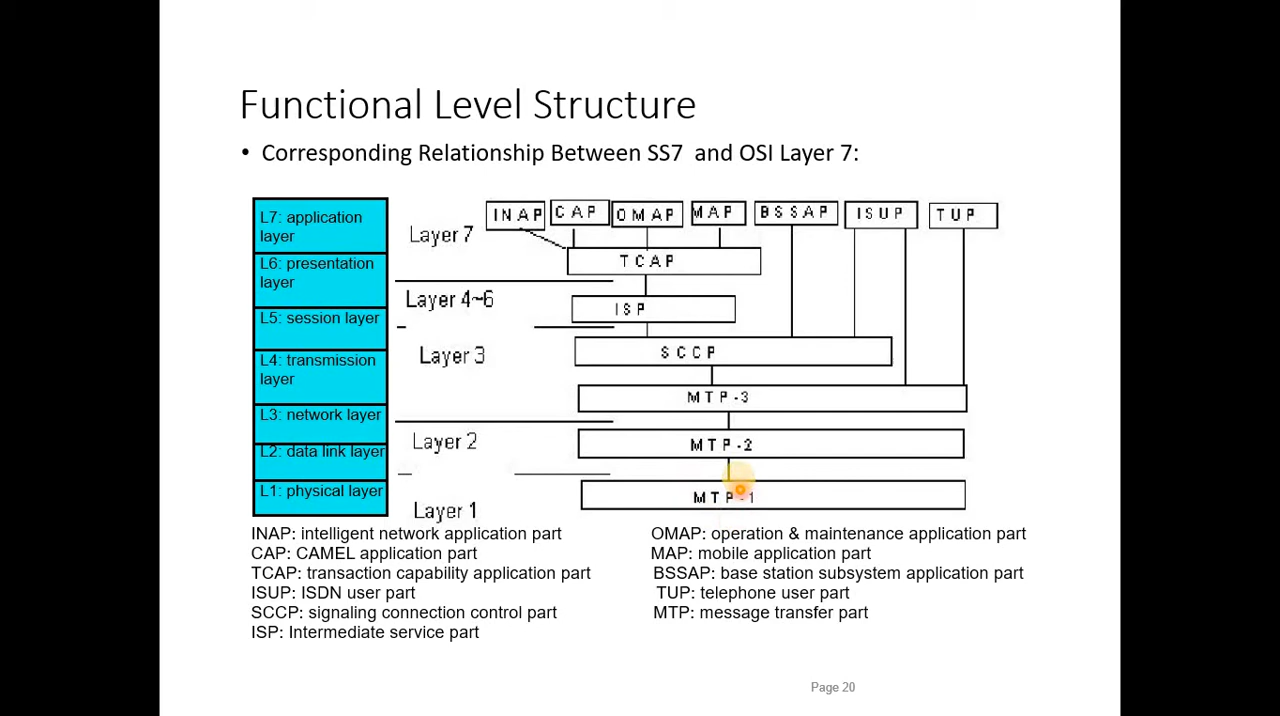 Functional Level Structure
• Corresponding Relationship Between SS7 and OSI Layer 7:
L7: application
layer
L6: presentation
layer
L5: session layer
L4: transmission
layer
L3: network layer
L2: data link layer
L1: physical layer
Layer 7
Layer 4~6
Layer 3
Layer 2
Layer 1
INAP CAP OMAP MAP BSSAP ISUP TUP
TCAP
ISP
SCCP
MTP-3
MTP-2
MTP-1
INAP: intelligent network application part
CAP: CAMEL application part
TCAP: transaction capability application part
ISUP: ISDN user part
SCCP: signaling connection control part
ISP: Intermediate service part
OMAP: operation & maintenance application part
MAP: mobile application part
BSSAP: base station subsystem application part
TUP: telephone user part
MTP: message transfer part
Page 20